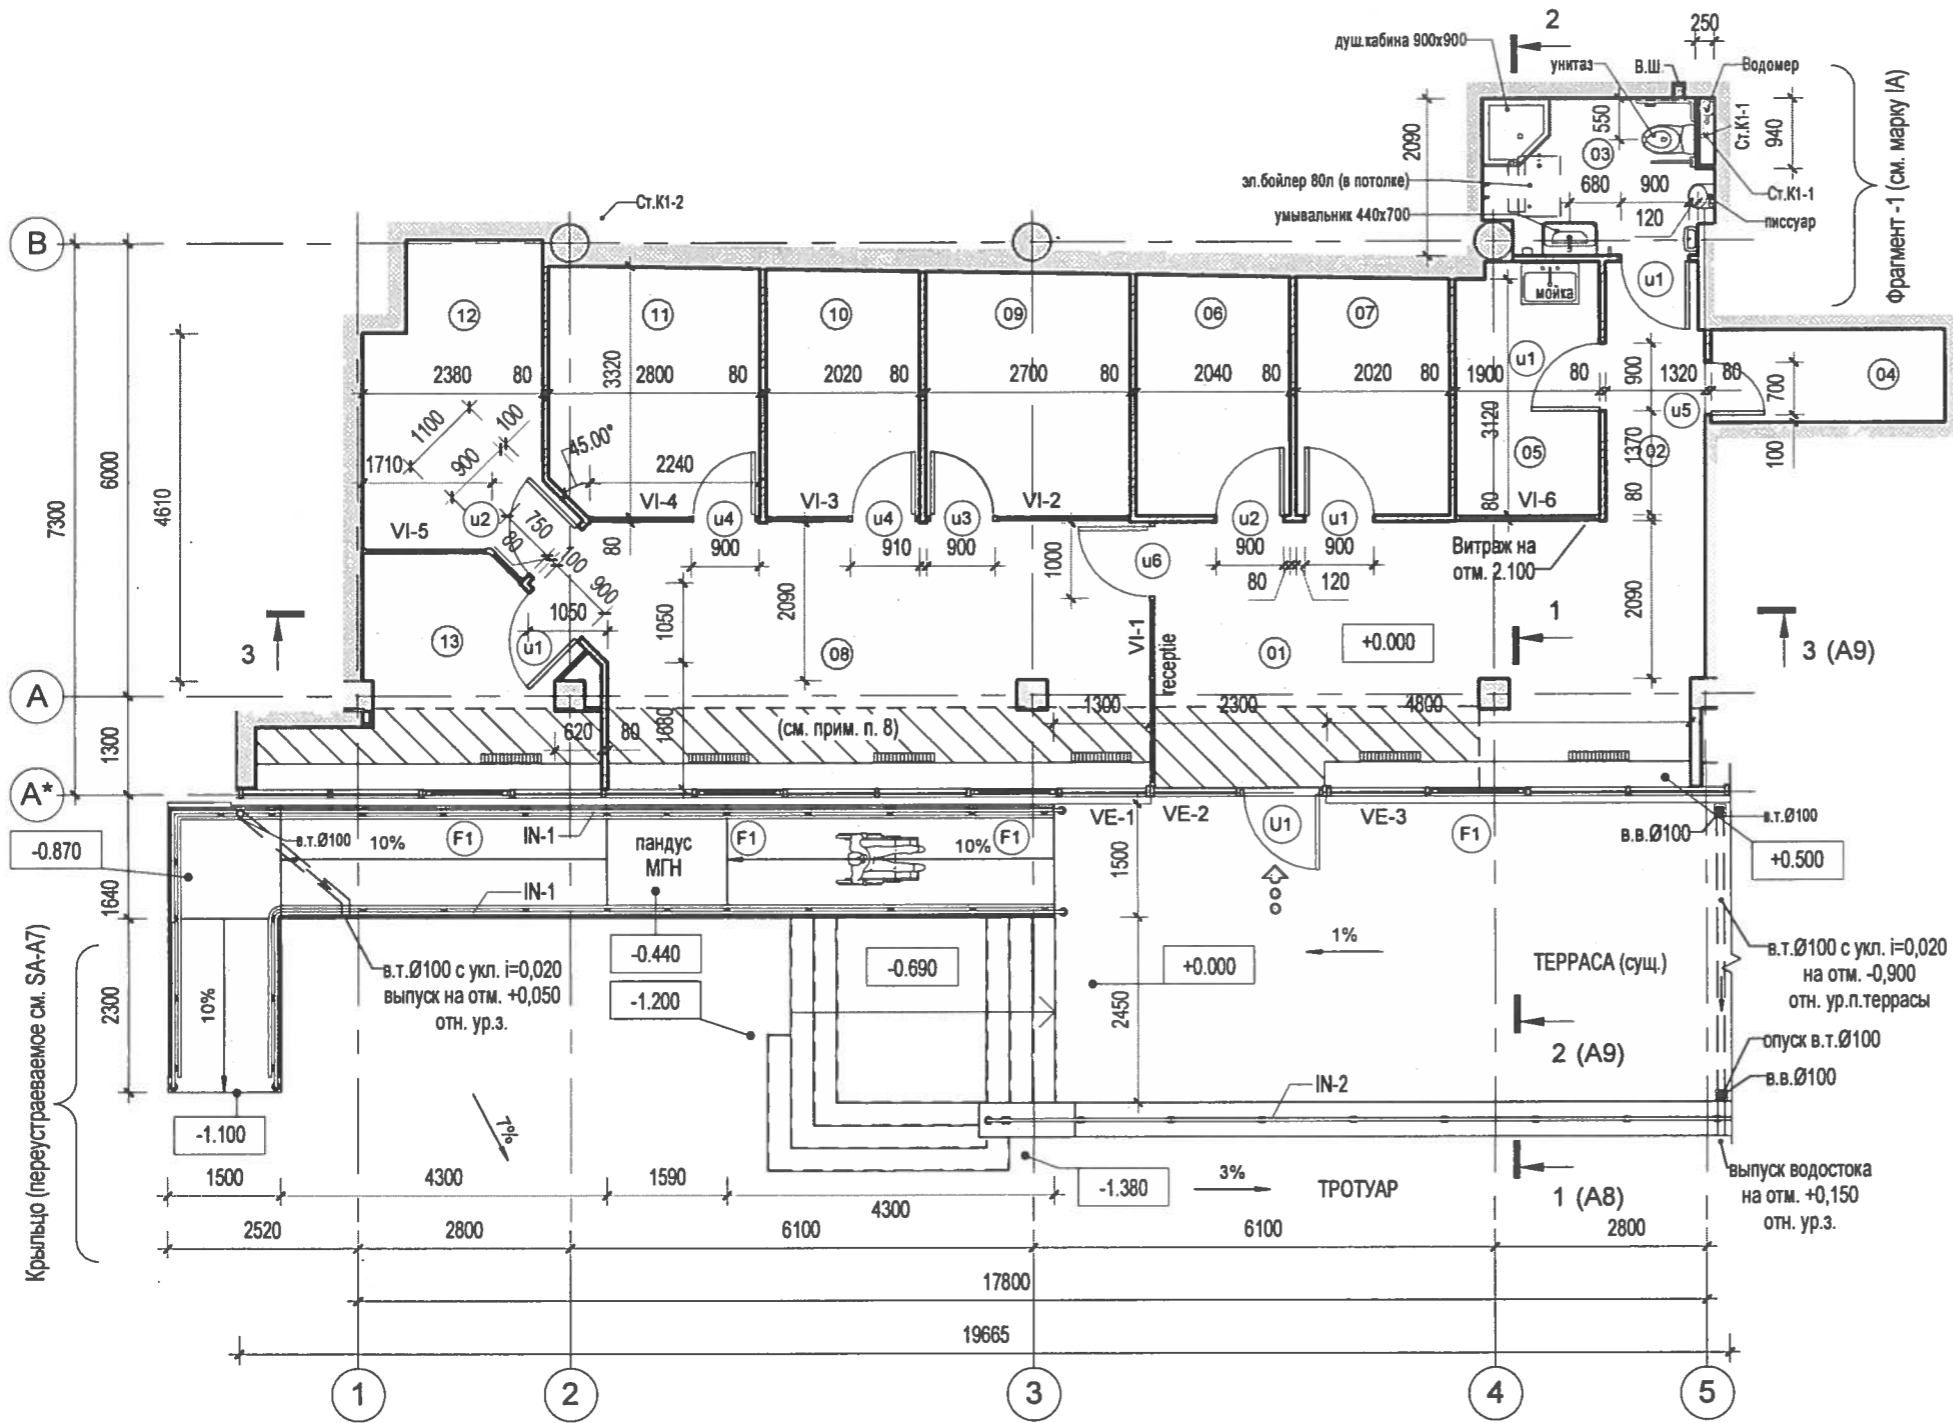 2
250
душ.кабина 900x900
унитаз
В.Ш.
Водомер
2090
550
Ст.К1-1
940
03
эл.бойлер 80л (в потолке)
680
900
Ст.К1-1
умывальник 440x700
120
писсуар
Фрагмент -1 (см. марку IA)
Ст.К1-2
В
мойка
u1
12
11
10
09
06
07
u1
04
2380
80
3320
2800
80
2020
80
2700
80
2040
80
2020
80
1900
80
900
1320
80
700
u5
1100
100
45.00°
3120
1370
100
7300
6000
4610
1710
900
2240
05
02
u2
750
VI-4
u4
VI-3
u4
u3
VI-2
u2
u1
80
VI-6
80
VI-5
80
100
80
900
910
900
1000
u6
900
900
Витраж на
отм. 2.100
900
80
120
1050
1050
2090
2090
3
13
u1
08
VI-1
receptie
01
+0.000
1
3 (А9)
А
1300
1300
2300
4800
620
80
1680
(см. прим. п. 8)
А*
VE-1
VE-2
U1
VE-3
F1
в.в.Ø100
в.т.Ø100
-0.870
в.т.Ø100
10%
F1
IN-1
пандус
МГН
F1
10%
F1
+0.500
1640
1500
IN-1
Крыльцо (переустраеваемое см. SA-A7)
2300
10%
в.т.Ø100 с укл. i=0,020
выпуск на отм. +0,050
отн. ур.з.
-0.440
-1.200
-0.690
+0.000
1%
ТЕРРАСА (сущ.)
2450
в.т.Ø100 с укл. i=0,020
на отм. -0,900
отн. ур.п.террасы
2 (А9)
опуск в.т.Ø100
в.в.Ø100
IN-2
-1.100
7%
1500
4300
1590
4300
-1.380
3%
ТРОТУАР
1 (А8)
выпуск водостока
на отм. +0,150
отн. ур.з.
2520
2800
6100
6100
2800
17800
19665
1
2
3
4
5